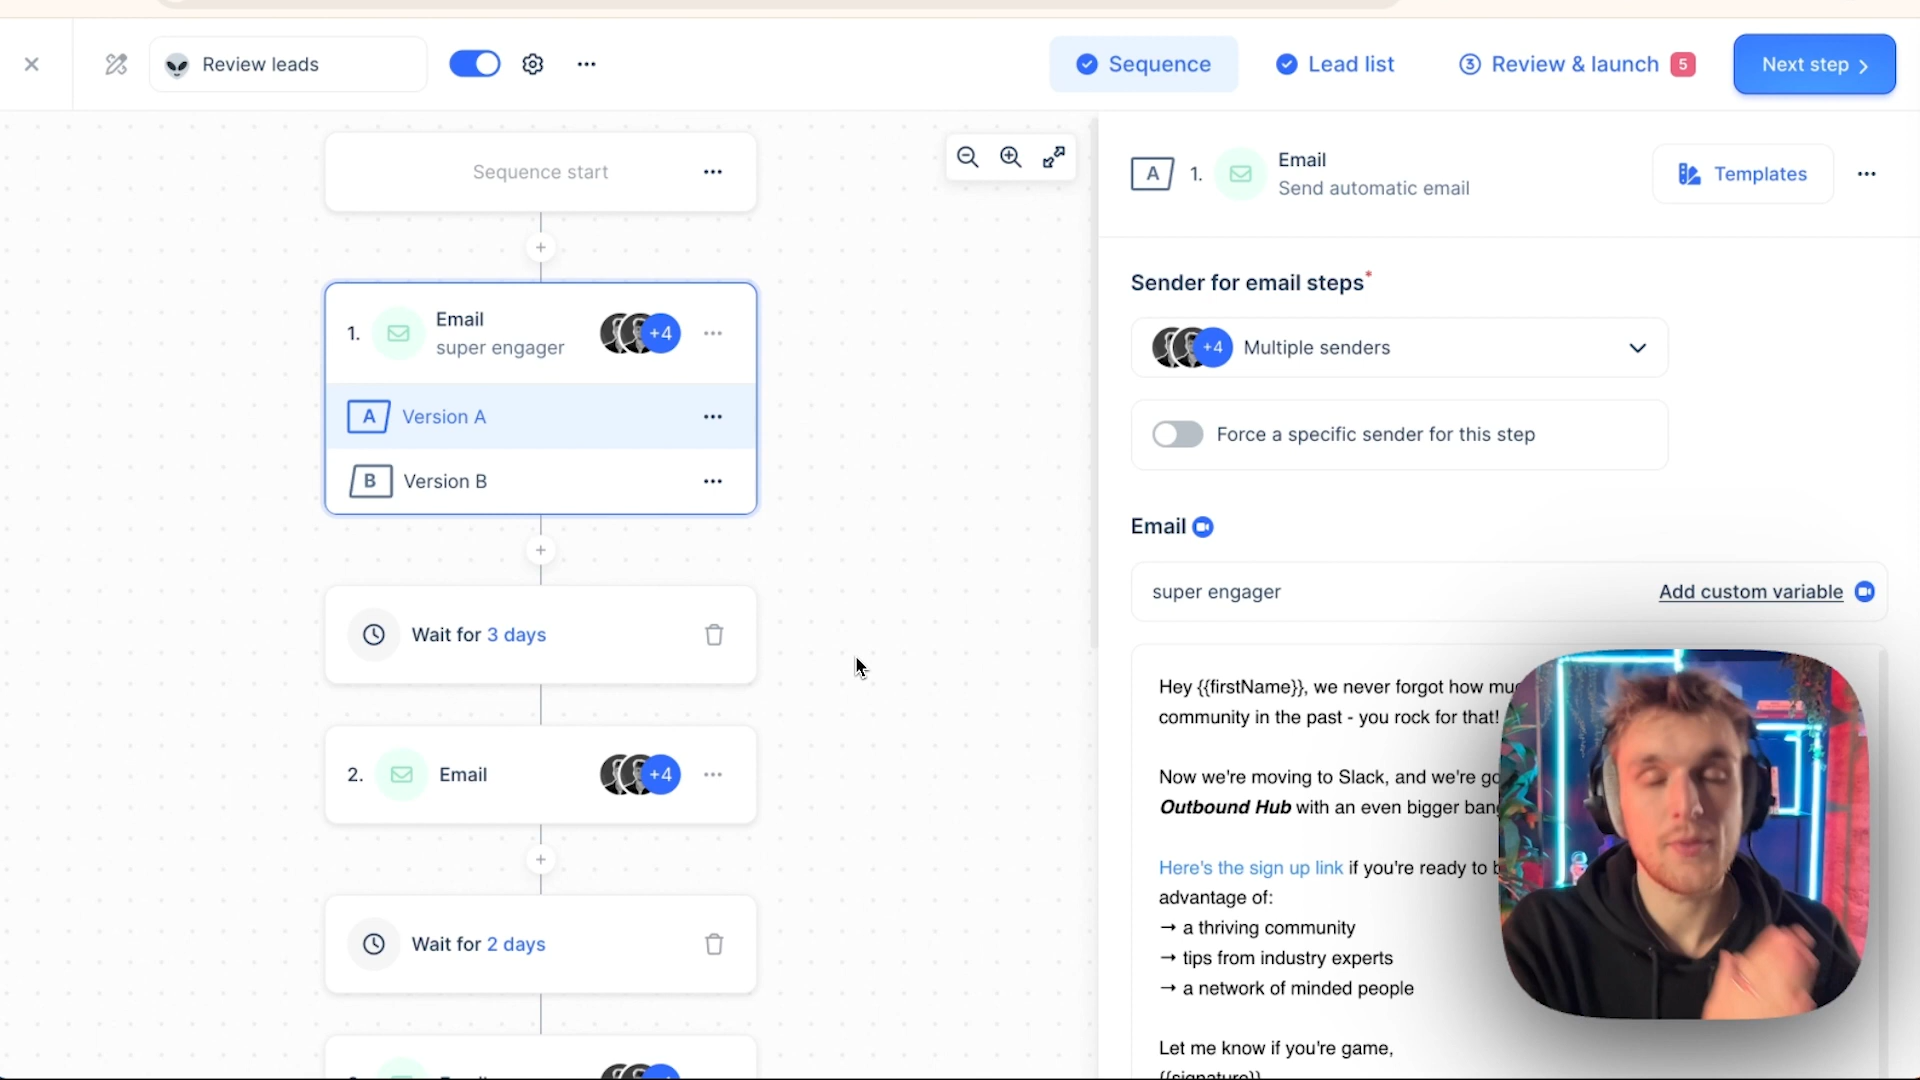 Review leads
Sequence
Lead list
3 Review & launch 5
Next step
Sequence start
1. Email
super engager
+4
A Version A
B Version B
Wait for 3 days
2. Email
+4
Wait for 2 days
A 1. Email
Send automatic email
Templates
Sender for email steps*
+4 Multiple senders
Force a specific sender for this step
Email
super engager
Add custom variable
Hey {{firstName}}, we never forgot how
community in the past - you rock for that!
Now we're moving to Slack, and we're
Outbound Hub with an even bigger
Here's the sign up link if you're ready to
advantage of:
→ a thriving community
→ tips from industry experts
→ a network of minded people
Let me know if you're game,
{{signature}}